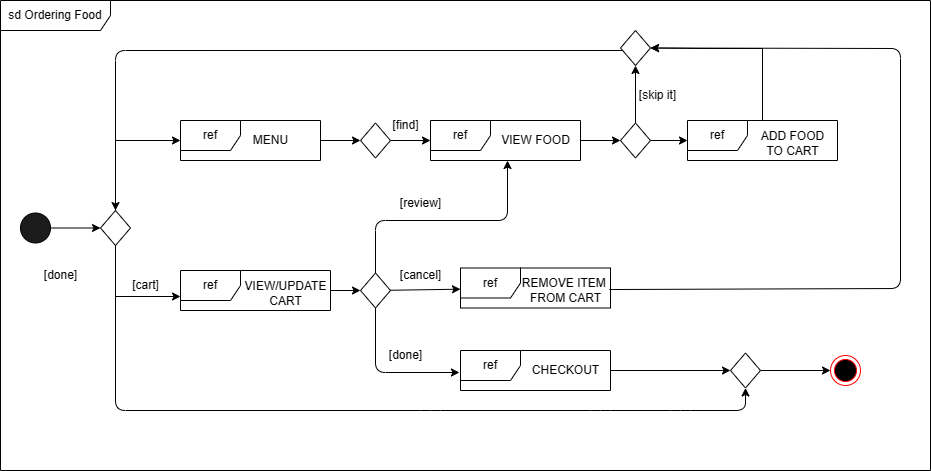 sd Ordering Food
[skip it]
ref
MENU
[find]
ref
VIEW FOOD
ref
ADD FOOD
TO CART
[review]
[done]
[cart]
ref
VIEW/UPDATE
CART
[cancel]
ref
REMOVE ITEM
FROM CART
[done]
ref
CHECKOUT